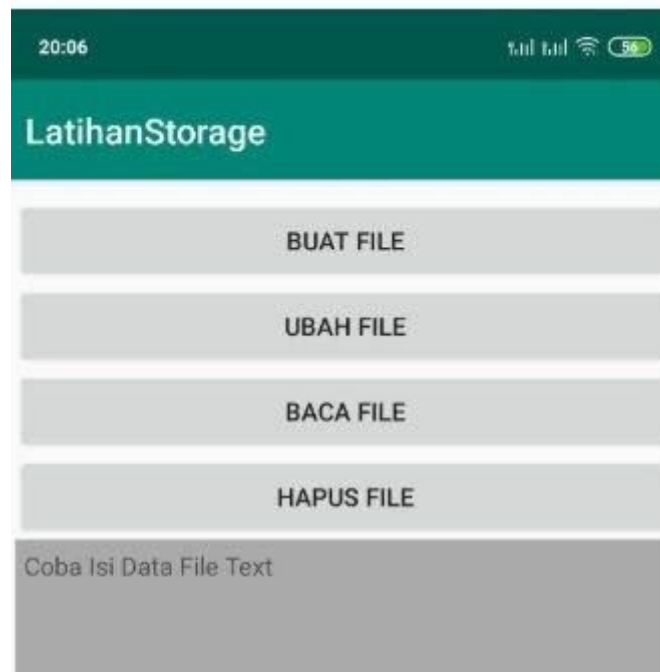 20:06
56
LatihanStorage
BUAT FILE
UBAH FILE
BACA FILE
HAPUS FILE
Coba Isi Data File Text